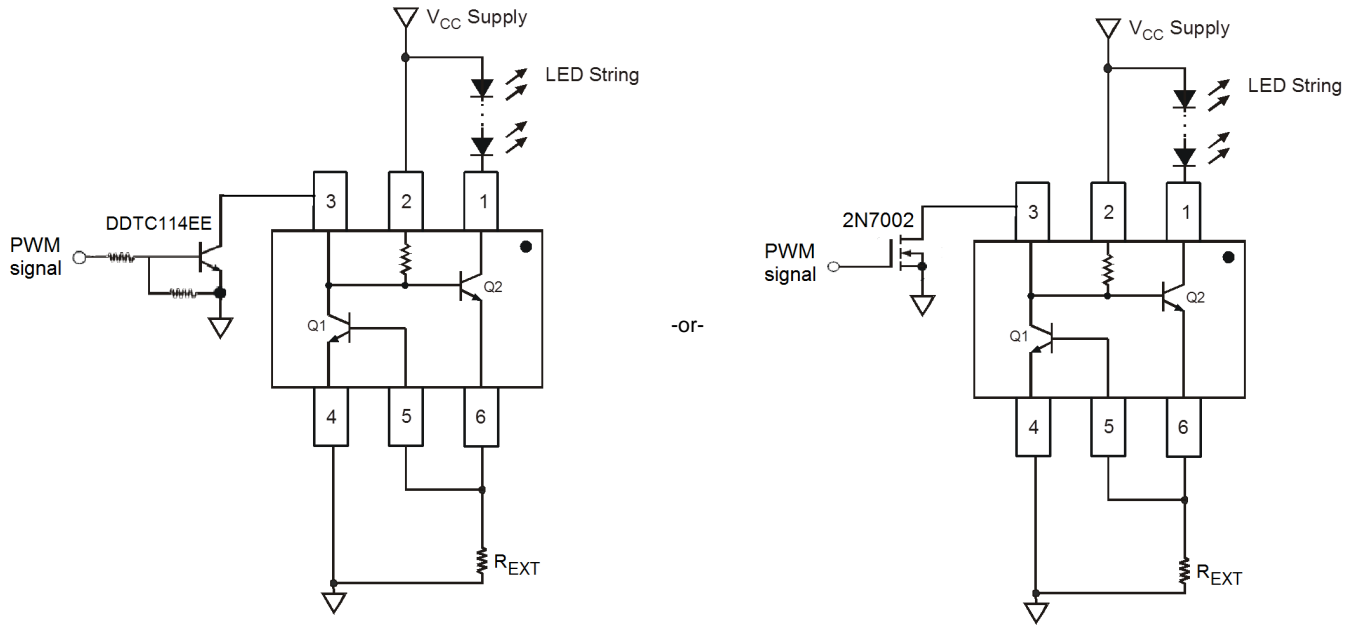 VCC Supply
LED String
3
2
1
DDTC114EE
PWM
signal
Q2
Q1
4
5
6
REXT
-or-
VCC Supply
LED String
3
2
1
2N7002
PWM
signal
Q2
Q1
4
5
6
REXT